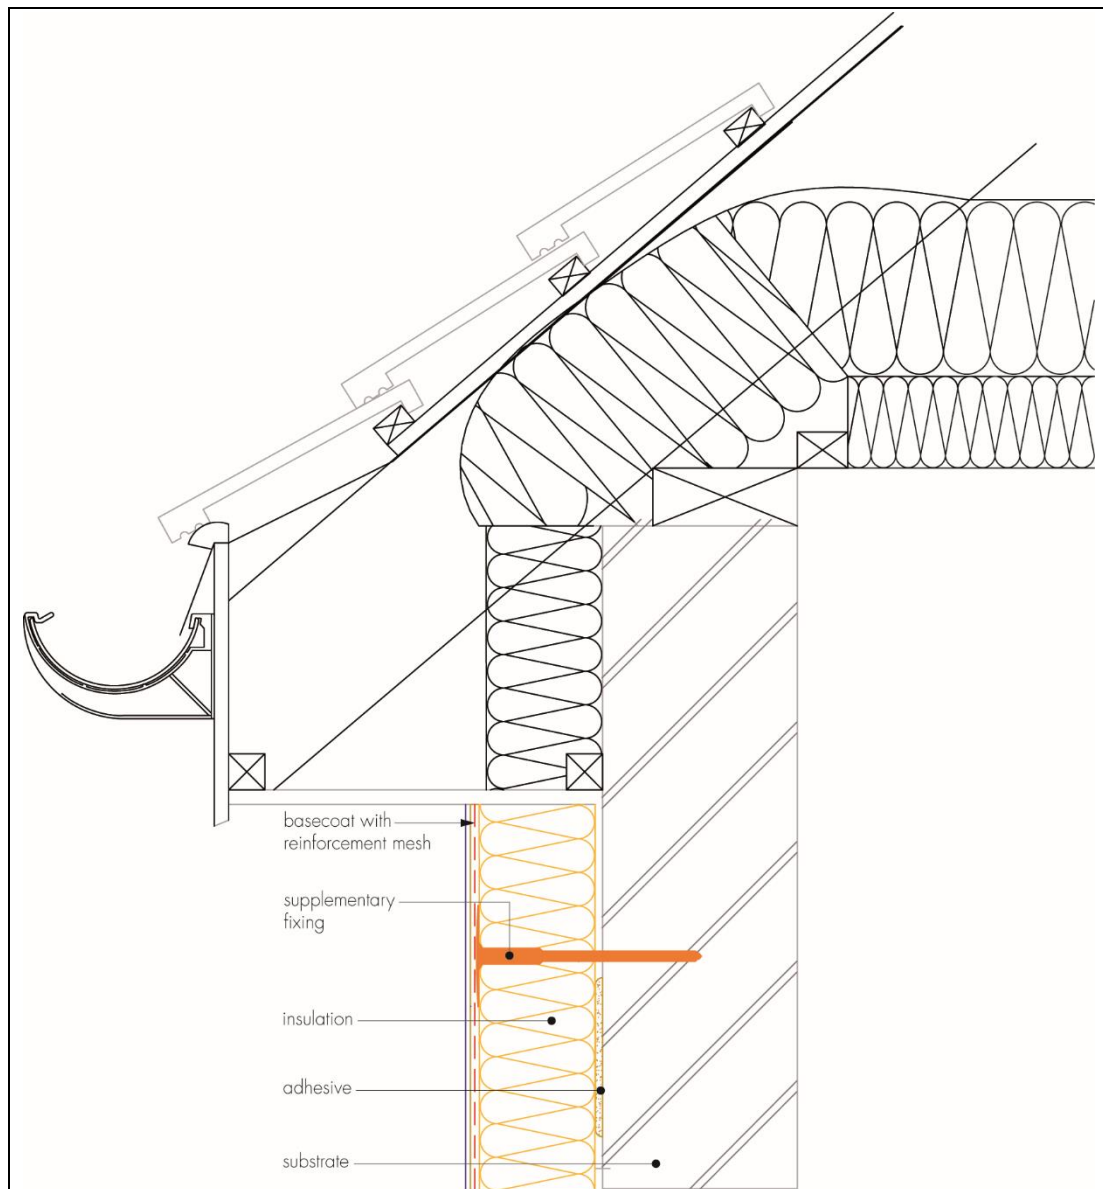 basecoat with
reinforcement mesh
supplementary
fixing
insulation
adhesive
substrate